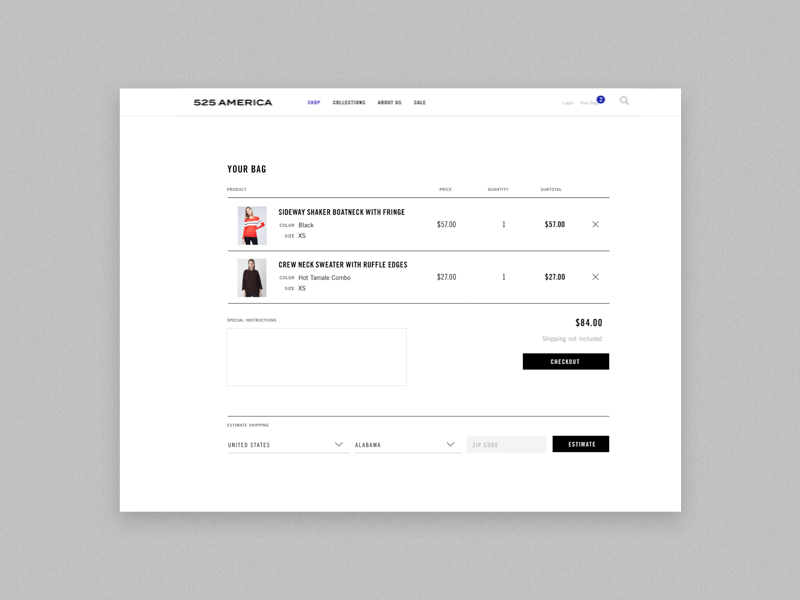 525 AMERICA SHOP COLLECTIONS ABOUT US SALE Login Your 2
YOUR BAG
PRODUCT PRICE QUANTITY SUBTOTAL
SIDEWAY SHAKER BOATNECK WITH FRINGE
COLOR Black $57.00 1 $57.00
SIZE XS
CREW NECK SWEATER WITH RUFFLE EDGES
COLOR Hot Tamale Combo $27.00 1 $27.00
SIZE XS
SPECIAL INSTRUCTIONS $84.00
Shipping not included
CHECKOUT
ESTIMATE SHIPPING
UNITED STATES ALABAMA ZIP CODE ESTIMATE